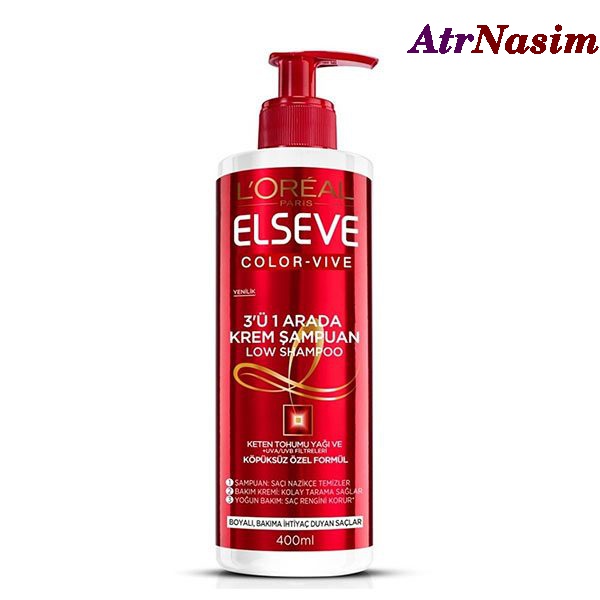 AtrNasim
L'ORÉAL
PARIS
ELSEVE
COLOR-VIVE
YENİLİK
3'Ü 1 ARADA
KREM ŞAMPUAN
LOW SHAMPOO
KETEN TOHUMU YAĞI VE
+UVA/UVB FİLTRELERİ
KÖPÜKSÜZ ÖZEL FORMÜL
1 ŞAMPUAN: SAÇI NAZİKÇE TEMİZLER
2 BAKIM KREMİ: KOLAY TARAMA SAĞLAR
3 YOĞUN BAKIM: SAÇ RENGİNİ KORUR*
BOYALI, BAKIMA İHTİYAÇ DUYAN SAÇLAR
400ml